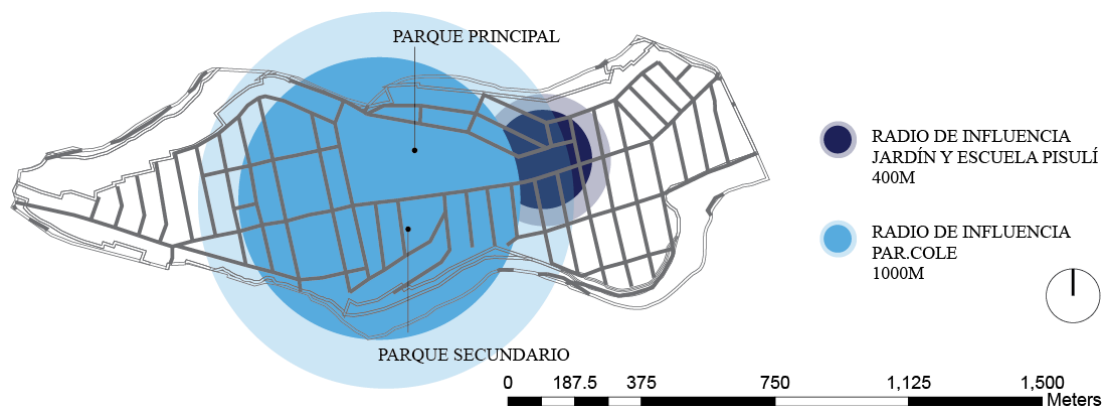 PARQUE PRINCIPAL
RADIO DE INFLUENCIA
JARDÍN Y ESCUELA PISULÍ
400M
RADIO DE INFLUENCIA
PAR.COLE
1000M
PARQUE SECUNDARIO
0 187.5 375 750 1,125 1,500
Meters